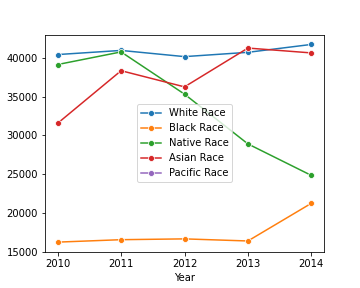 40000
35000
30000
25000
20000
15000
White Race
Black Race
Native Race
Asian Race
Pacific Race
2010 2011 2012 2013 2014
Year